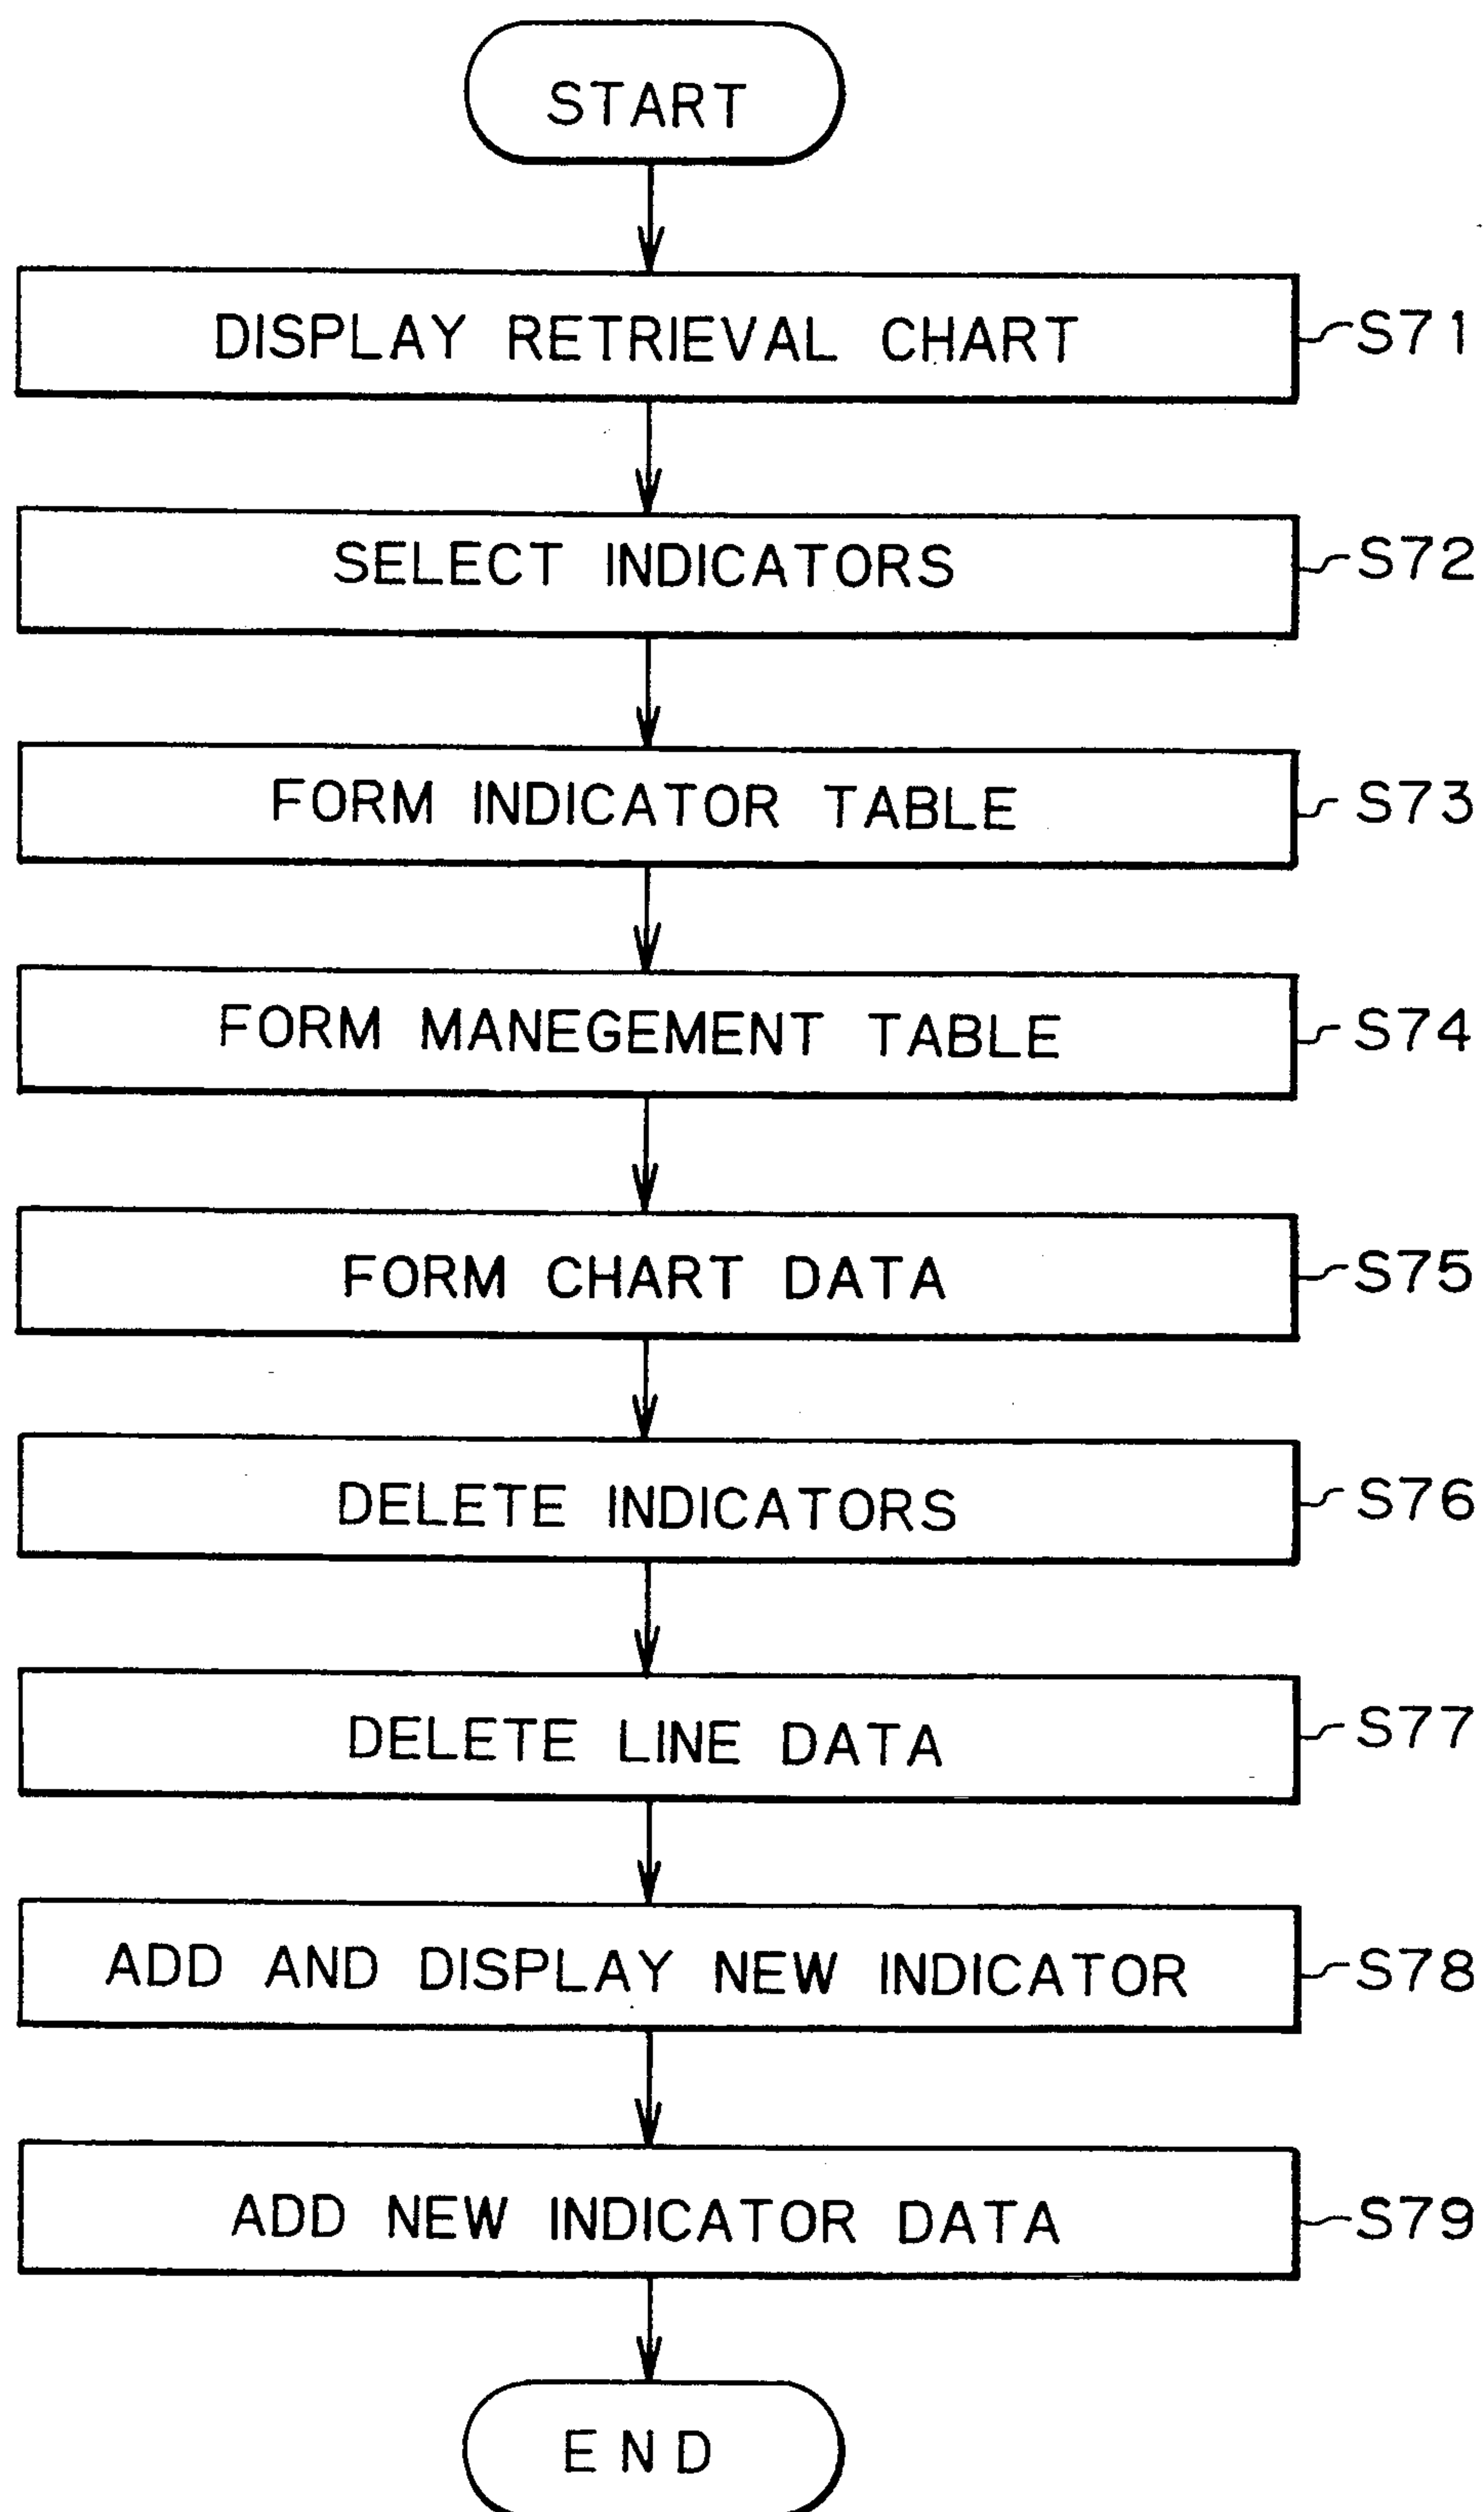 START
DISPLAY RETRIEVAL CHART S71
SELECT INDICATORS S72
FORM INDICATOR TABLE S73
FORM MANEGEMENT TABLE S74
FORM CHART DATA S75
DELETE INDICATORS S76
DELETE LINE DATA S77
ADD AND DISPLAY NEW INDICATOR S78
ADD NEW INDICATOR DATA S79
END